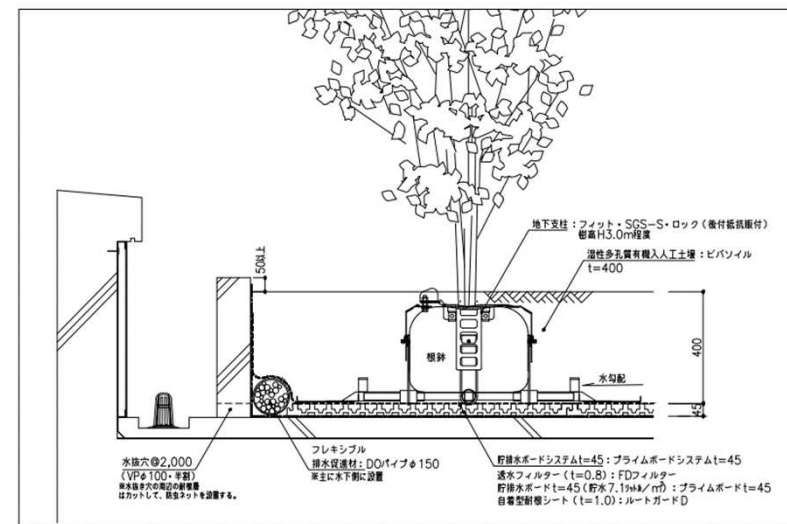 地下支柱：フィット・SGS-S・ロック（後付抵抗販付）
樹高H3.0m程度
湿性多孔質有機入人工土壌：ビバソイル
t=400
50以上
根鉢
水勾配
400
45
水抜穴@2,000
(VPφ100・半割)
※水抜き穴の周辺の耐根層
はカットして、防虫ネットを設置する。
フレキシブル
排水促進材：DOパイプφ150
※主に水下側に設置
貯排水ボードシステムt=45：プライムボードシステムt=45
透水フィルター(t=0.8)：FDフィルター
貯排水ボードt=45(貯水7.1㍑/㎡)：プライムボードt=45
自着型耐根シート(t=1.0)：ルートガードD